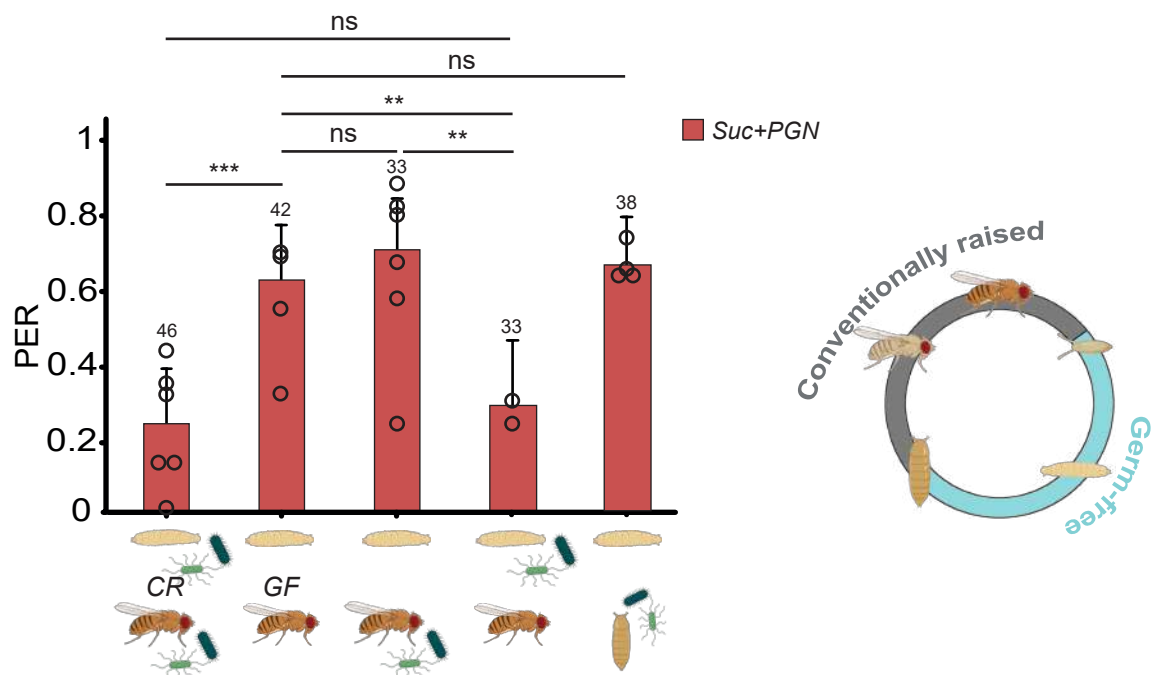 ns
ns
**
ns
**
***
Suc+PGN
PER
1
0.8
0.6
0.4
0.2
0
46
42
33
33
38
CR
GF
Conventionally raised
Germ-free